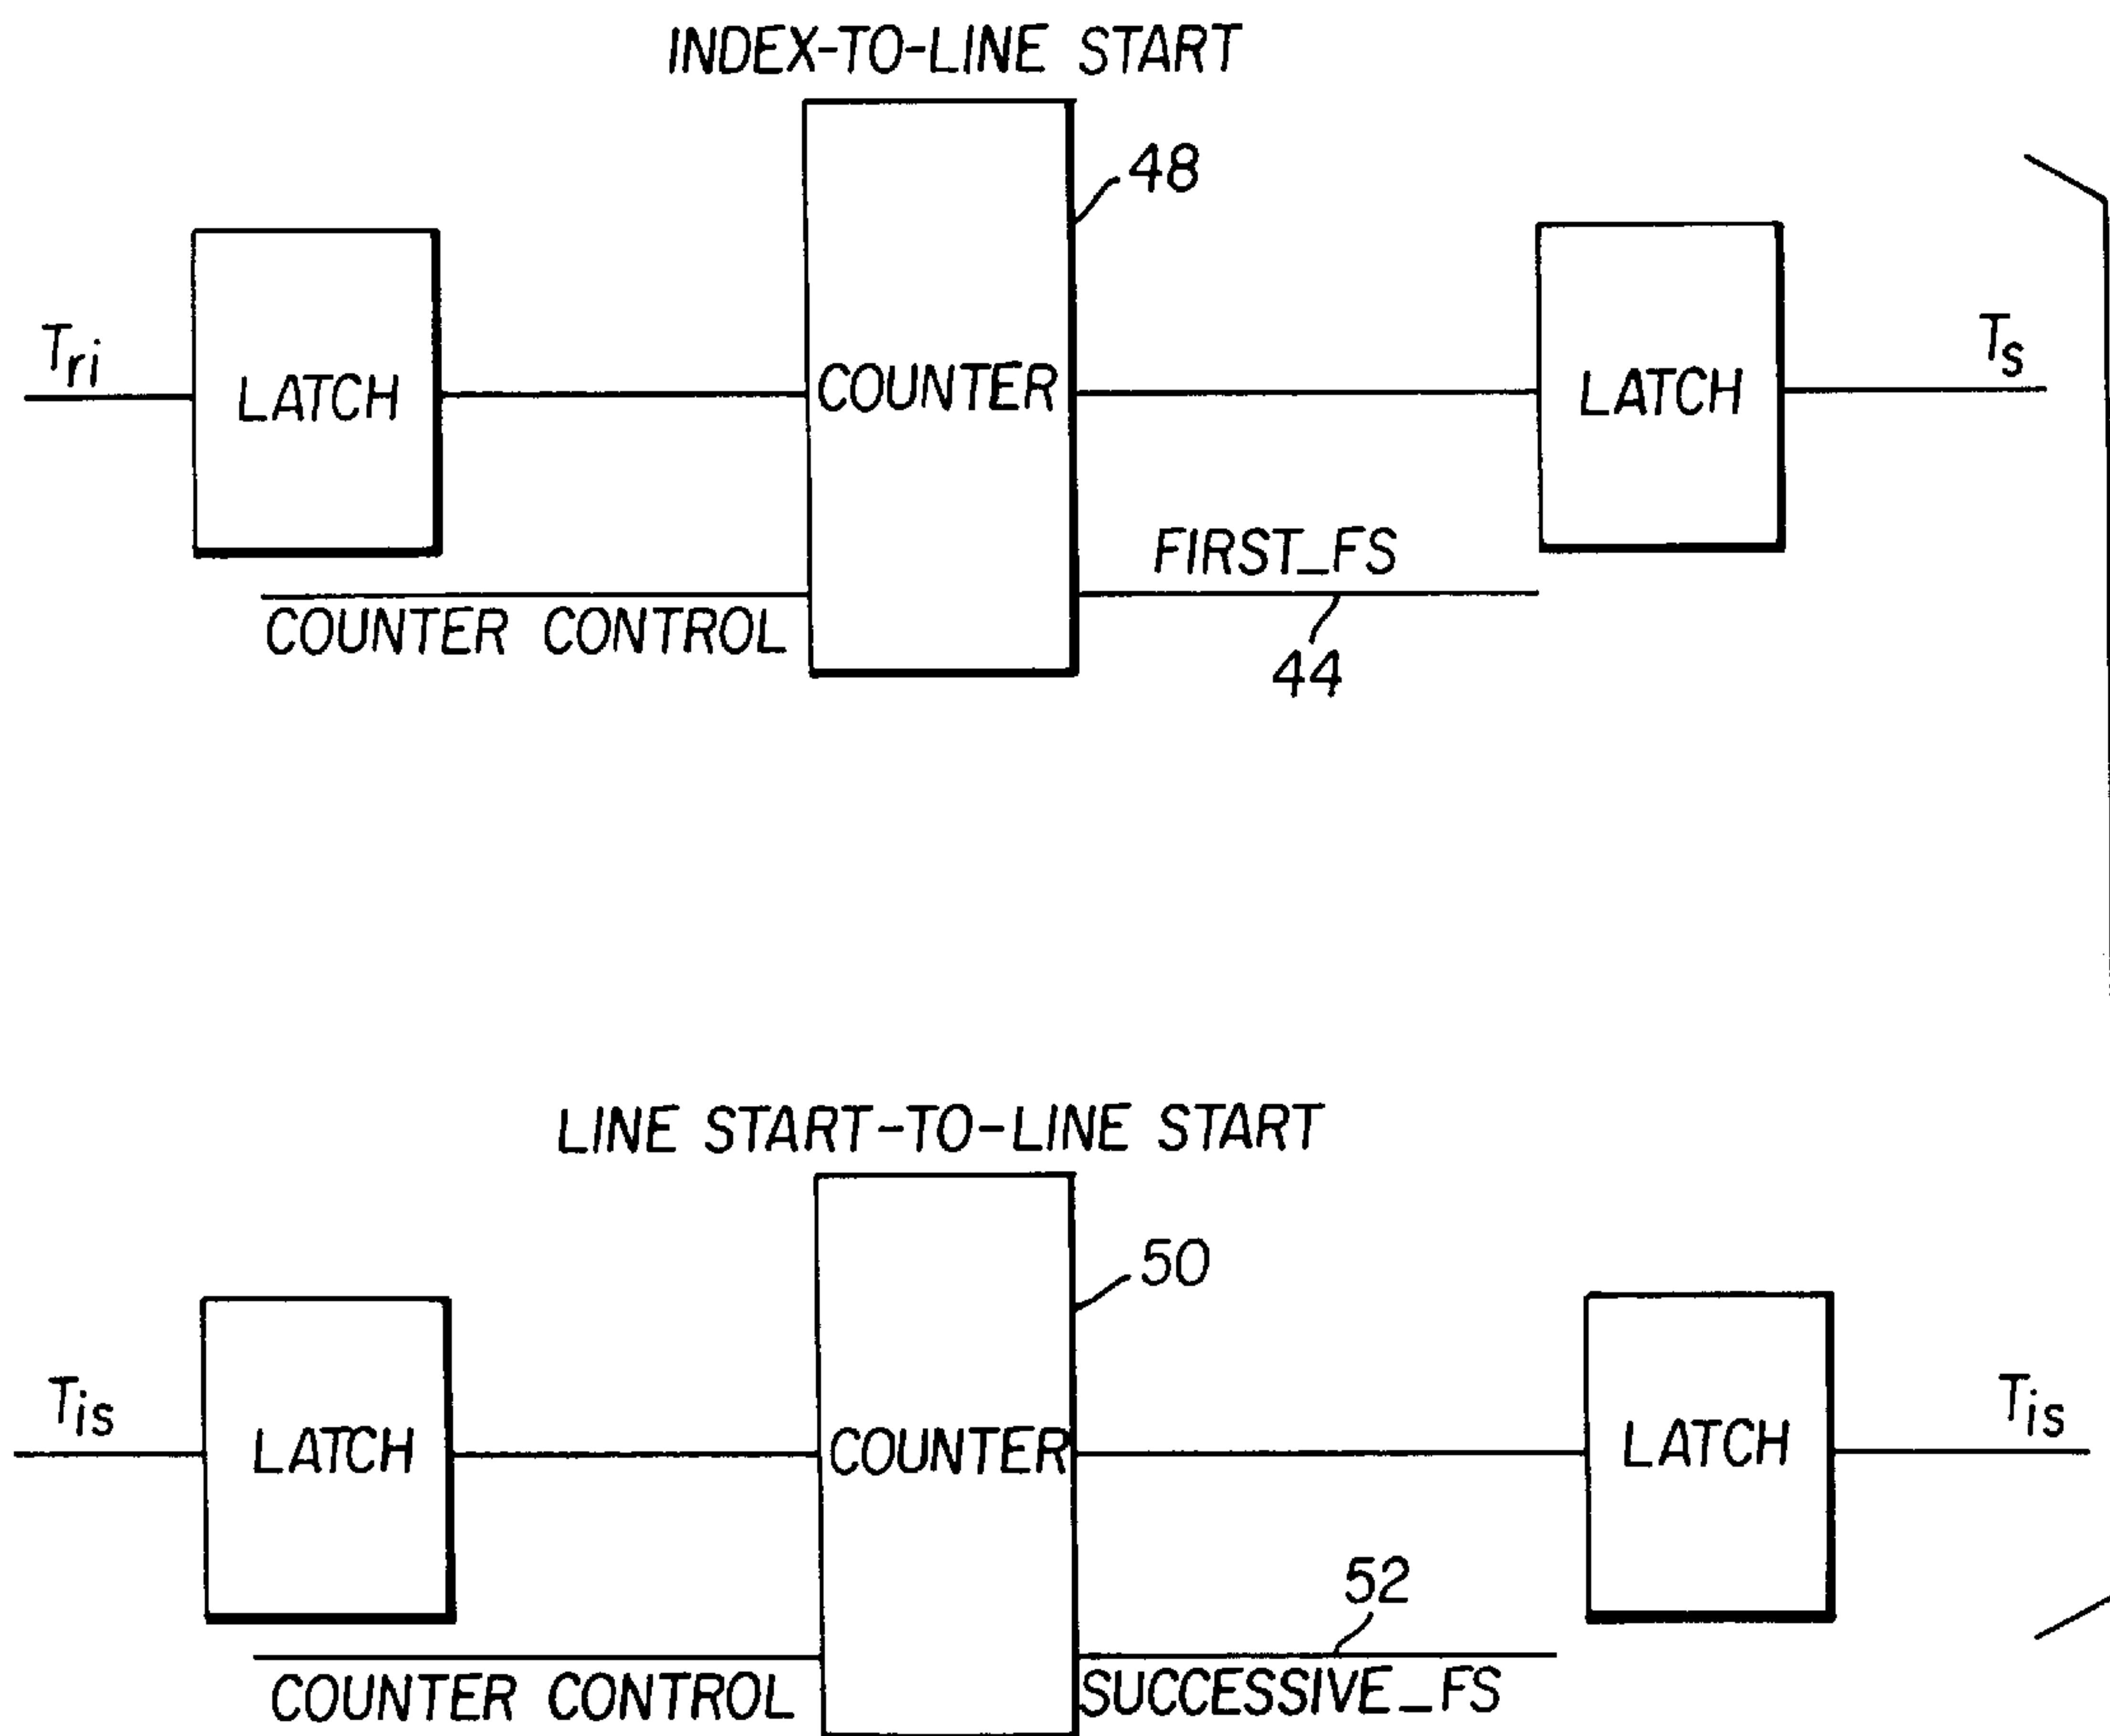 INDEX-TO-LINE START
48
Tri
LATCH
COUNTER
LATCH
Ts
FIRST_FS
COUNTER CONTROL
44
LINE START-TO-LINE START
50
Tis
LATCH
COUNTER
LATCH
Tis
52
COUNTER CONTROL
SUCCESSIVE_FS